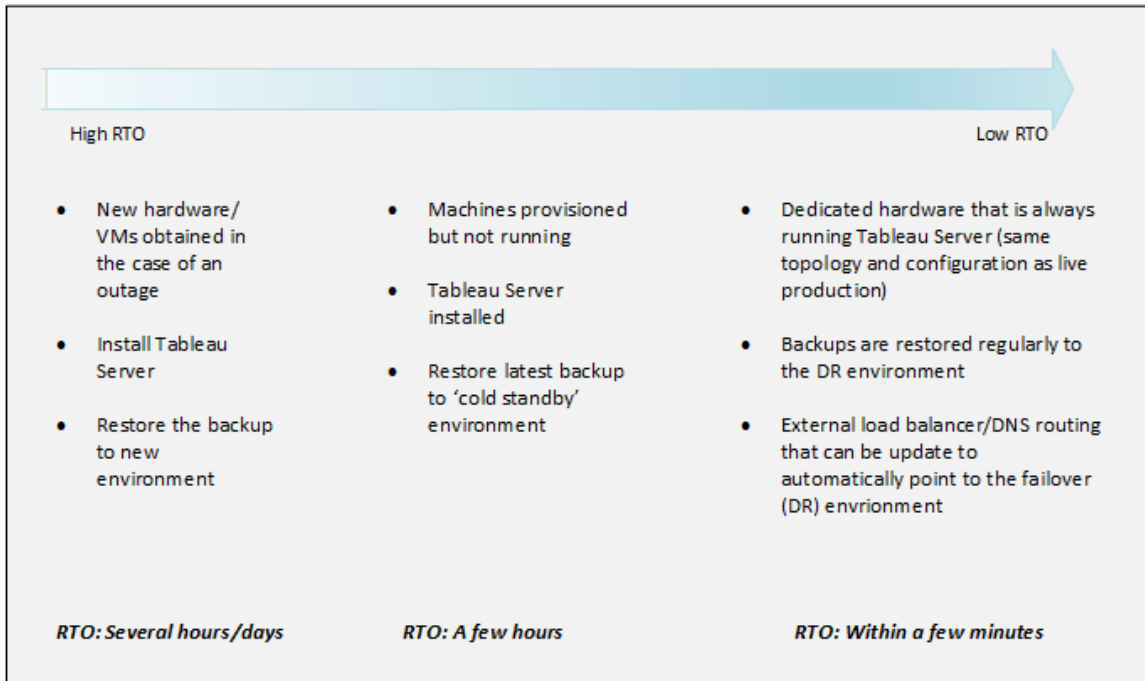 High RTO
Low RTO
● New hardware/
VMs obtained in
the case of an
outage
● Install Tableau
Server
● Restore the backup
to new
environment
● Machines provisioned
but not running
● Tableau Server
installed
● Restore latest backup
to ‘cold standby’
environment
● Dedicated hardware that is always
running Tableau Server (same
topology and configuration as live
production)
● Backups are restored regularly to
the DR environment
● External load balancer/DNS routing
that can be update to
automatically point to the failover
(DR) envrionment
RTO: Several hours/days
RTO: A few hours
RTO: Within a few minutes